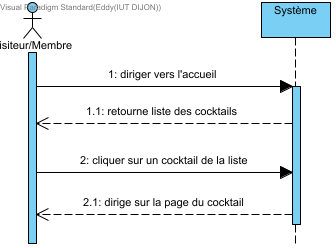 Visual Paradigm Standard(Eddy(IUT DIJON))
Système
isiteur/Membre
1: diriger vers l'accueil
1.1: retourne liste des cocktails
2: cliquer sur un cocktail de la liste
2.1: dirige sur la page du cocktail